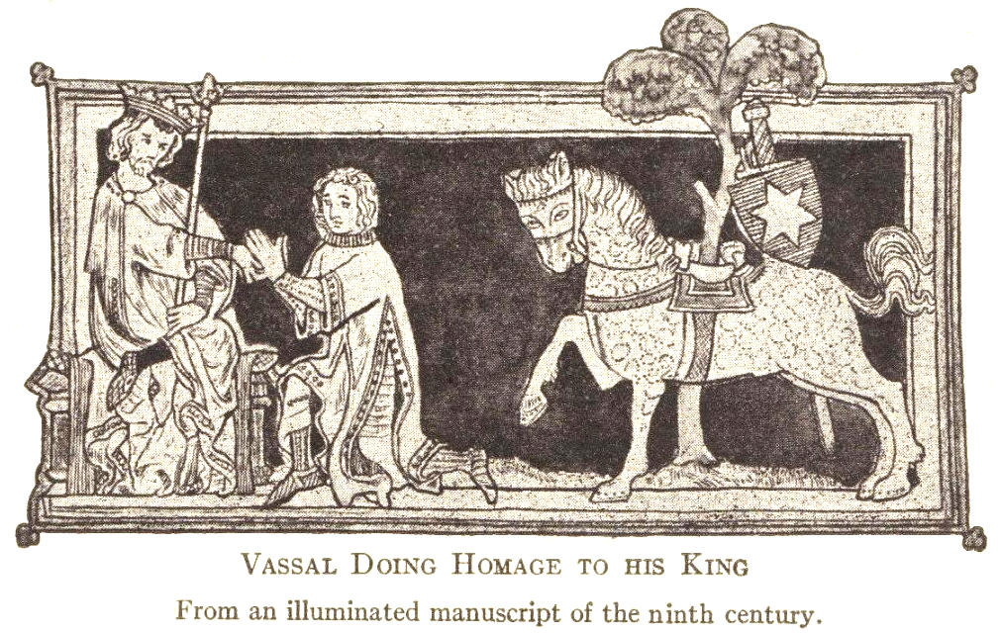 VASSAL DOING HOMAGE TO HIS KING
From an illuminated manuscript of the ninth century.